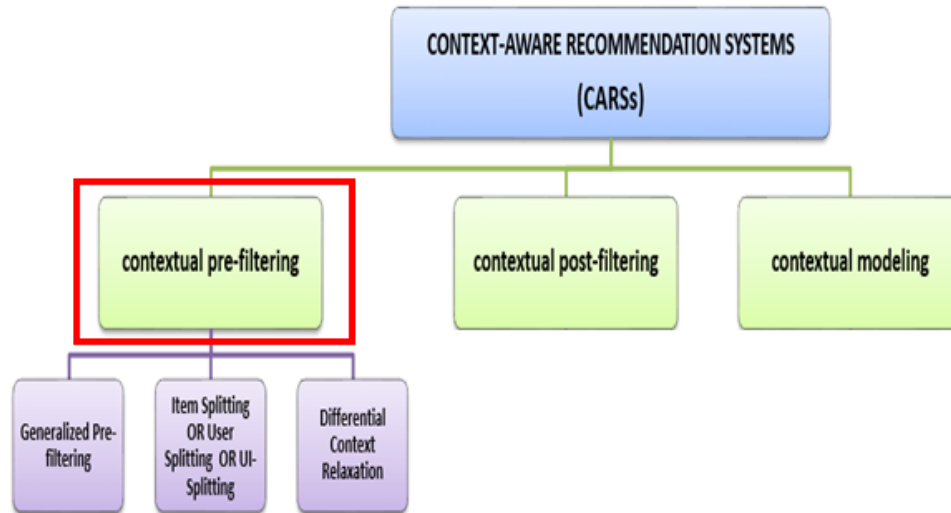 CONTEXT-AWARE RECOMMENDATION SYSTEMS
(CARSs)
contextual pre-filtering
contextual post-filtering
contextual modeling
Generalized Pre-
filtering
Item Splitting
OR User
Splitting OR UI-
Splitting
Differential
Context
Relaxation